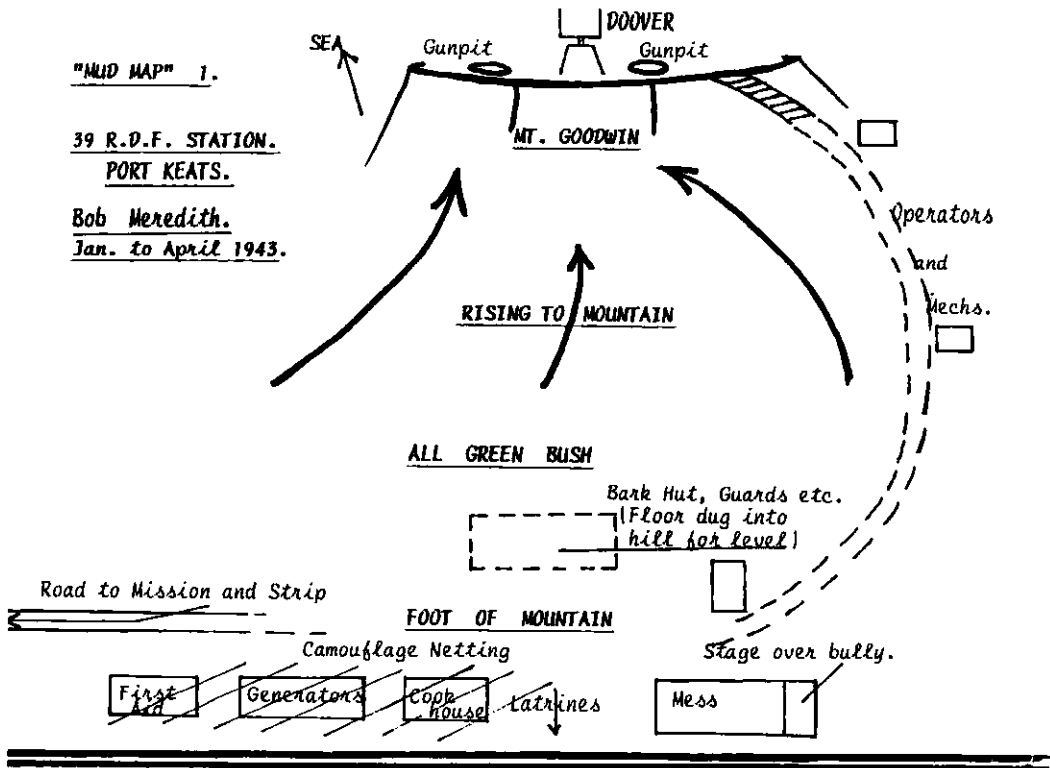 DOOVER
SEA
Gunpit
Gunpit
"MUD MAP" 1.
39 R.D.F. STATION.
PORT KEATS.
MT. GOODWIN
Bob Meredith.
Jan. to April 1943.
Operators
and
Mechs.
RISING TO MOUNTAIN
ALL GREEN BUSH
Bark Hut, Guards etc.
(Floor dug into
hill for level)
Road to Mission and Strip
FOOT OF MOUNTAIN
Camouflage Netting
Stage over bully.
First
Aid
Generators
Cook
house
Latrines
Mess